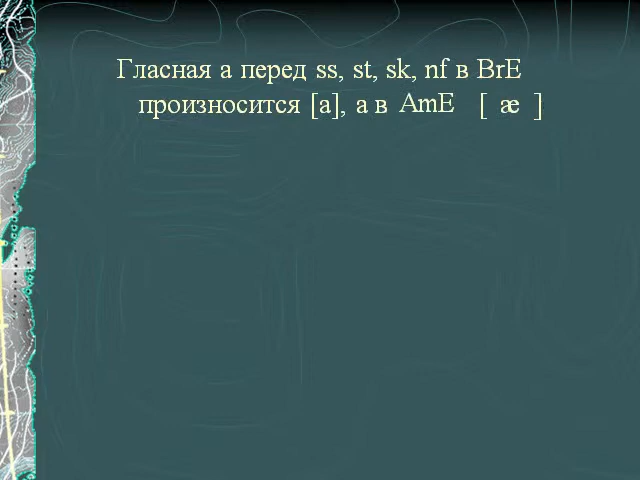 Гласная a перед ss, st, sk, nf в BrE
произносится [a], а в AmE [ æ ]